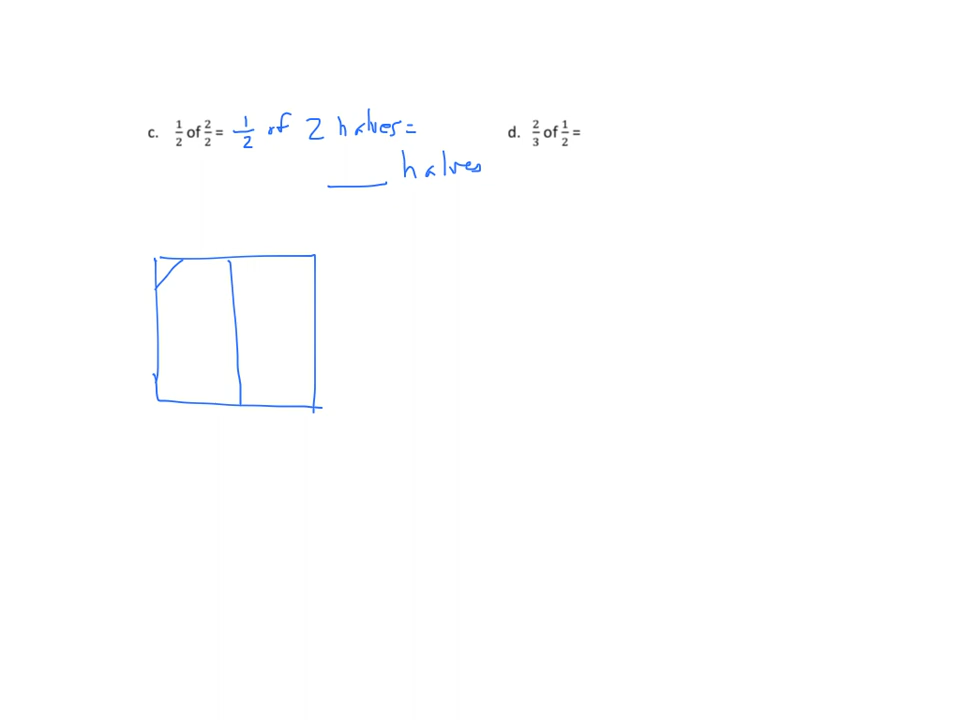 c. 1/2 of 2/2 = 1/2 of 2 halves =
___ halves
d. 2/3 of 1/2 =